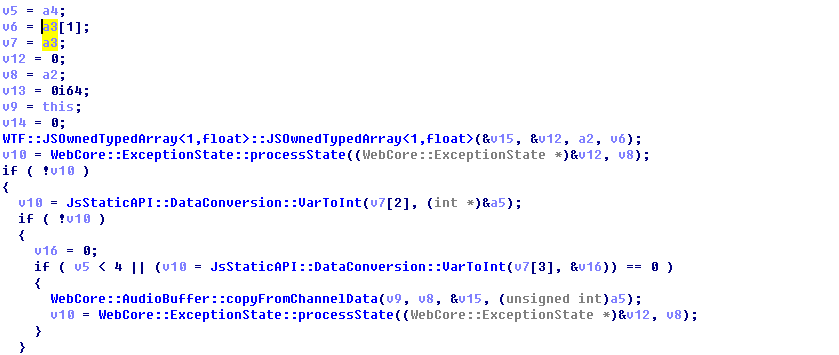 v5 = a4;
v6 = a3[1];
v7 = a3;
v12 = 0;
v8 = a2;
v13 = 0i64;
v9 = this;
v14 = 0;
WTF::JSOwnedTypedArray<1,float>::JSOwnedTypedArray<1,float>(&v15, &v12, a2, v6);
v10 = WebCore::ExceptionState::processState((WebCore::ExceptionState *)&v12, v8);
if ( !v10 )
{
v10 = JsStaticAPI::DataConversion::VarToInt(v7[2], (int *)&a5);
if ( !v10 )
{
v16 = 0;
if ( v5 < 4 || (v10 = JsStaticAPI::DataConversion::VarToInt(v7[3], &v16)) == 0 )
{
WebCore::AudioBuffer::copyFromChannelData(v9, v8, &v15, (unsigned int)a5);
v10 = WebCore::ExceptionState::processState((WebCore::ExceptionState *)&v12, v8);
}
}